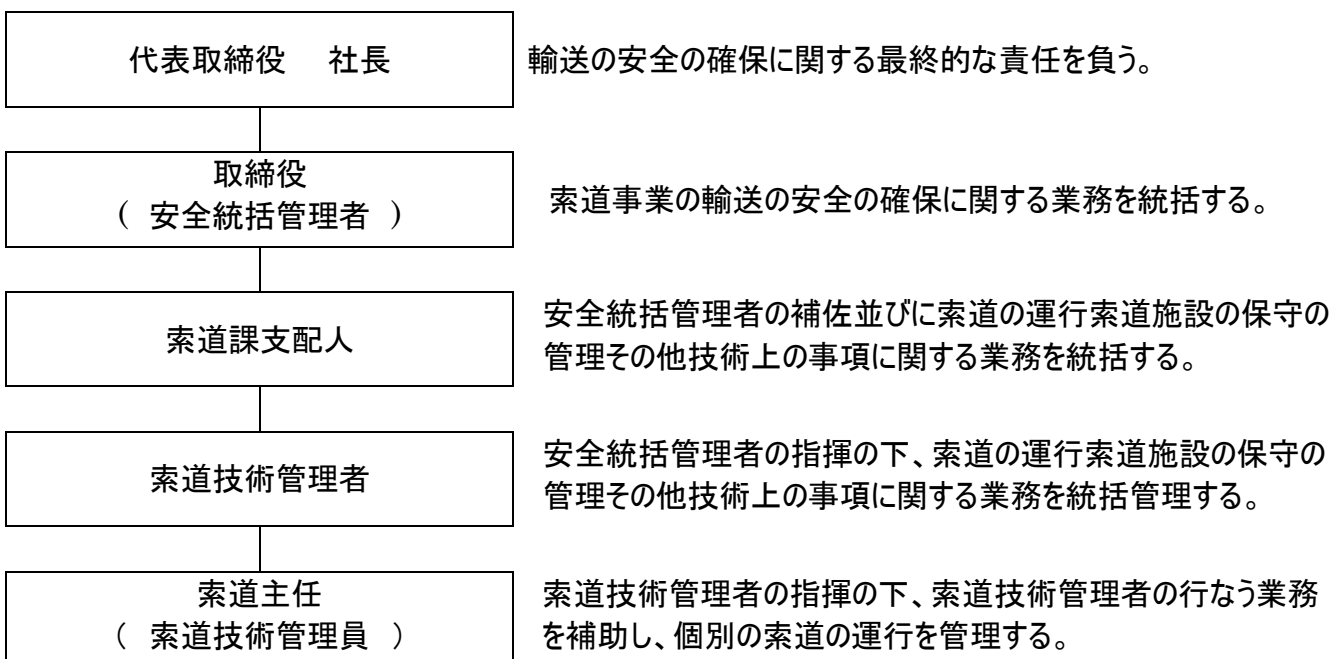 代表取締役　社長
輸送の安全の確保に関する最終的な責任を負う。
取締役
（ 安全統括管理者 ）
索道事業の輸送の安全の確保に関する業務を統括する。
索道課支配人
安全統括管理者の補佐並びに索道の運行索道施設の保守の
管理その他技術上の事項に関する業務を統括する。
索道技術管理者
安全統括管理者の指揮の下、索道の運行索道施設の保守の
管理その他技術上の事項に関する業務を統括管理する。
索道主任
（ 索道技術管理員 ）
索道技術管理者の指揮の下、索道技術管理者の行なう業務
を補助し、個別の索道の運行を管理する。